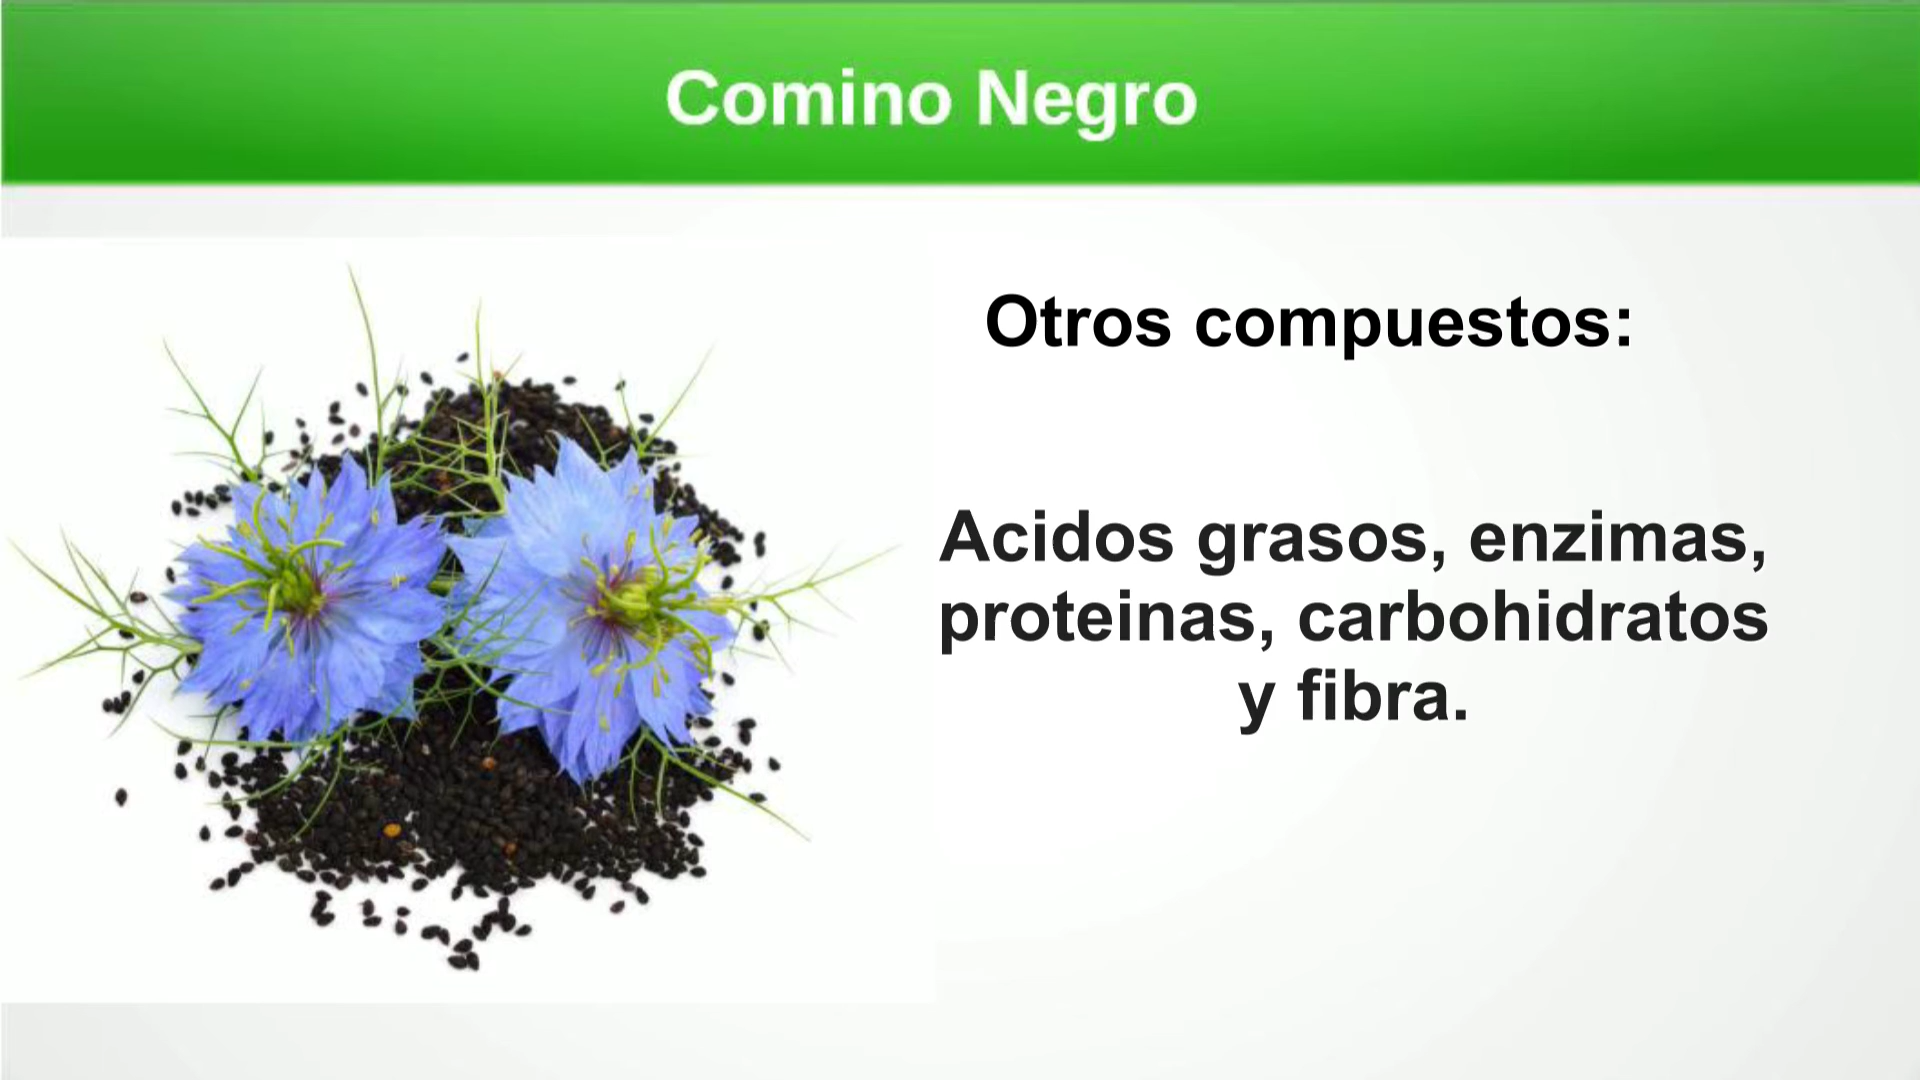 Comino Negro
Otros compuestos:
Acidos grasos, enzimas,
proteinas, carbohidratos
y fibra.